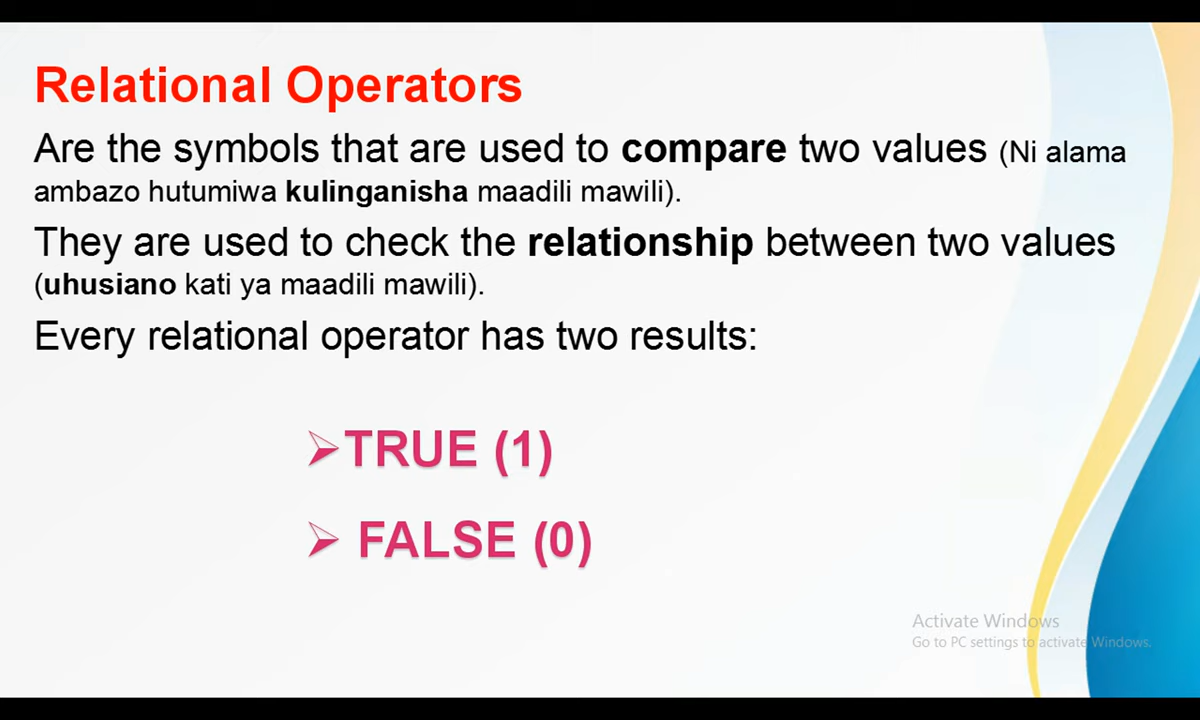 Relational Operators
Are the symbols that are used to compare two values (Ni alama
ambazo hutumiwa kulinganisha maadili mawili).
They are used to check the relationship between two values
(uhusiano kati ya maadili mawili).
Every relational operator has two results:
➢TRUE (1)
➢ FALSE (0)
Activate Windows
Go to PC settings to activate Windows.